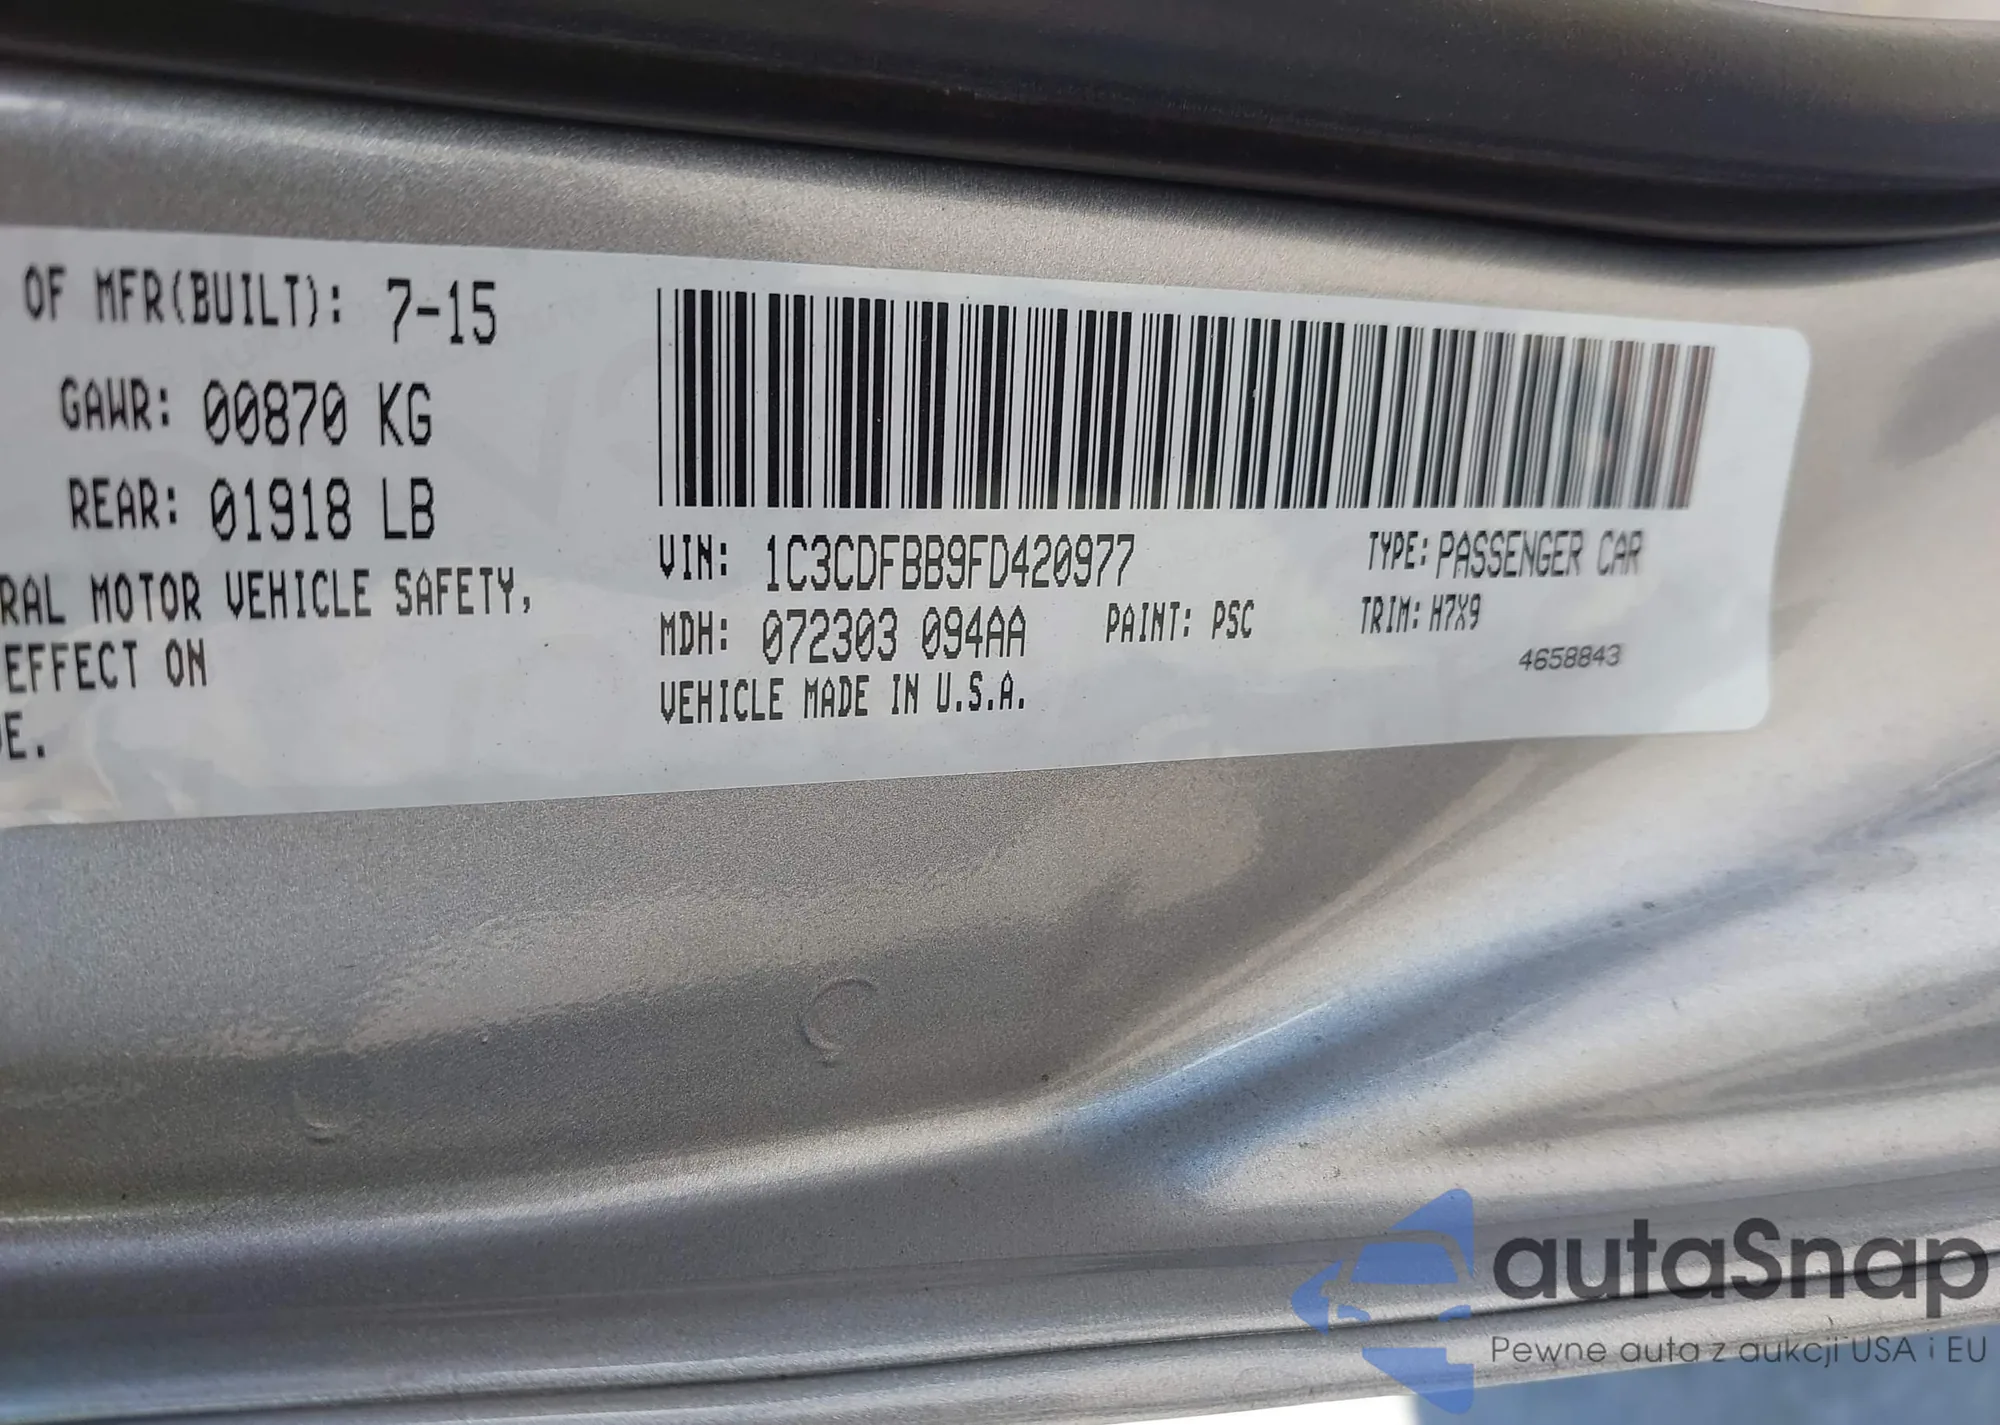 OF MFR(BUILT): 7-15
GAWR: 00870 KG
REAR: 01918 LB
RAL MOTOR VEHICLE SAFETY,
EFFECT ON
E.
VIN: 1C3CDFBB9FD420977
TYPE: PASSENGER CAR
MDH: 072303 094AA
PAINT: PSC
TRIM: H7X9
VEHICLE MADE IN U.S.A.
4658843
autaSnap
Pewne auta z aukcji USA i EU